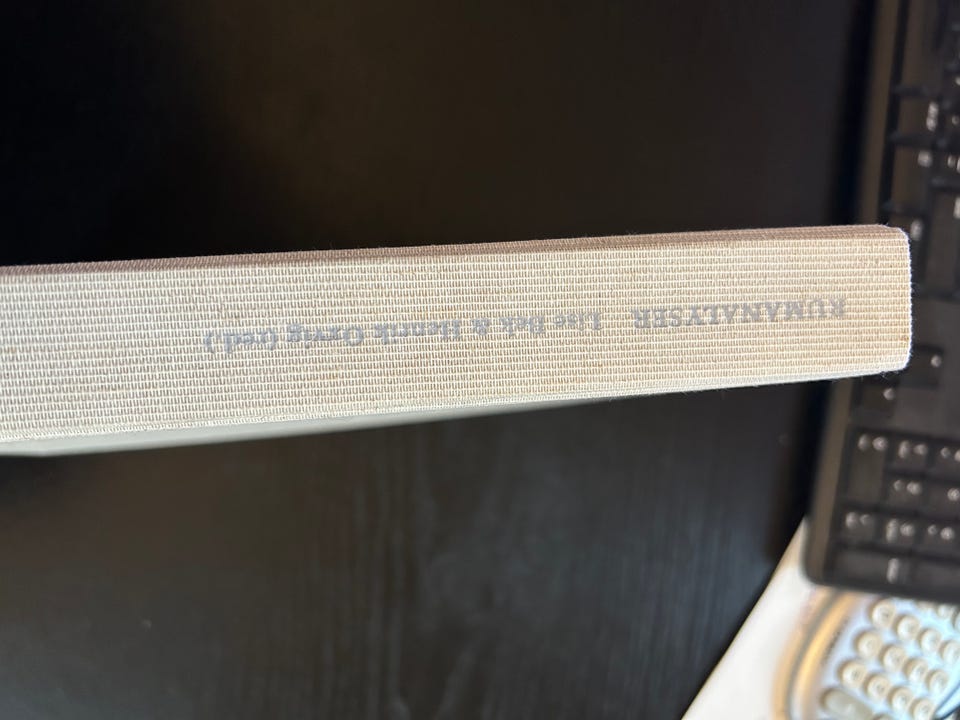 RUMANALYSER Lise Bek & Henrik Oxvig (red.)